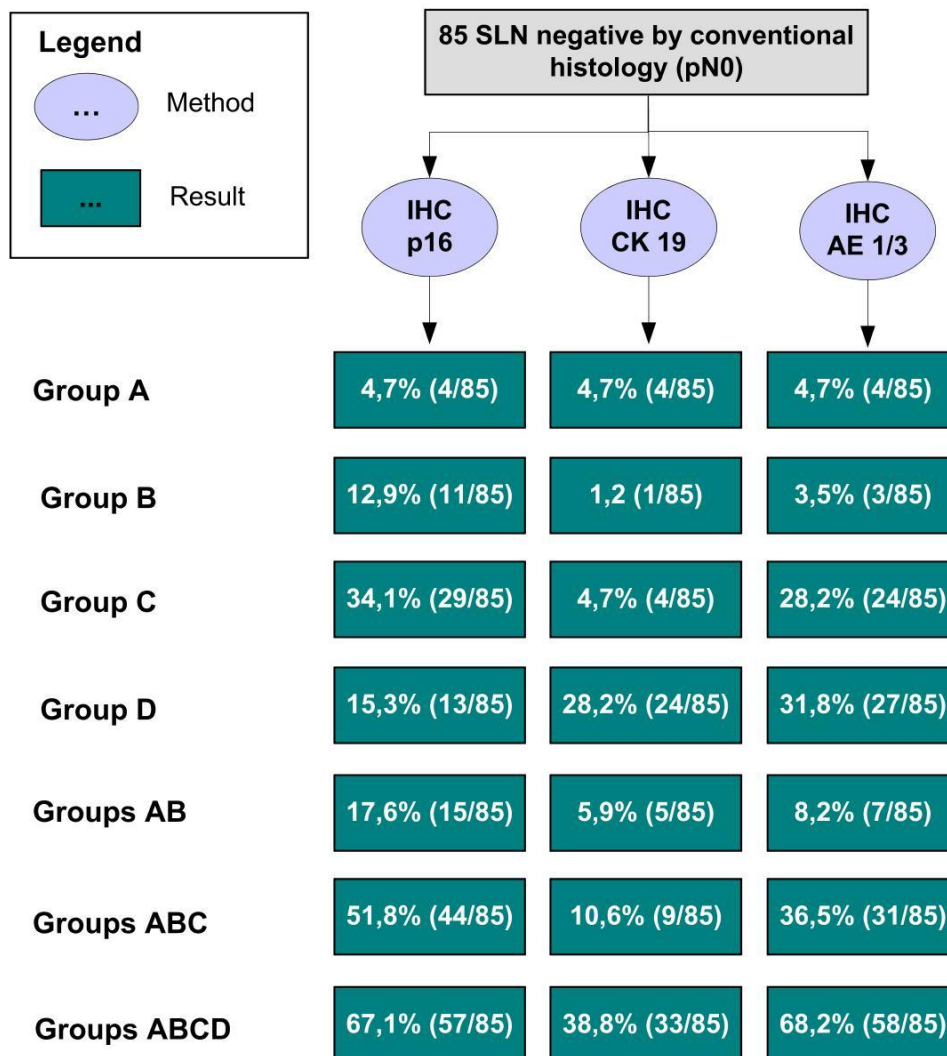 Legend
...
Method
...
Result
85 SLN negative by conventional
histology (pN0)
IHC
p16
IHC
CK 19
IHC
AE 1/3
Group A
4,7% (4/85)
4,7% (4/85)
4,7% (4/85)
Group B
12,9% (11/85)
1,2 (1/85)
3,5% (3/85)
Group C
34,1% (29/85)
4,7% (4/85)
28,2% (24/85)
Group D
15,3% (13/85)
28,2% (24/85)
31,8% (27/85)
Groups AB
17,6% (15/85)
5,9% (5/85)
8,2% (7/85)
Groups ABC
51,8% (44/85)
10,6% (9/85)
36,5% (31/85)
Groups ABCD
67,1% (57/85)
38,8% (33/85)
68,2% (58/85)